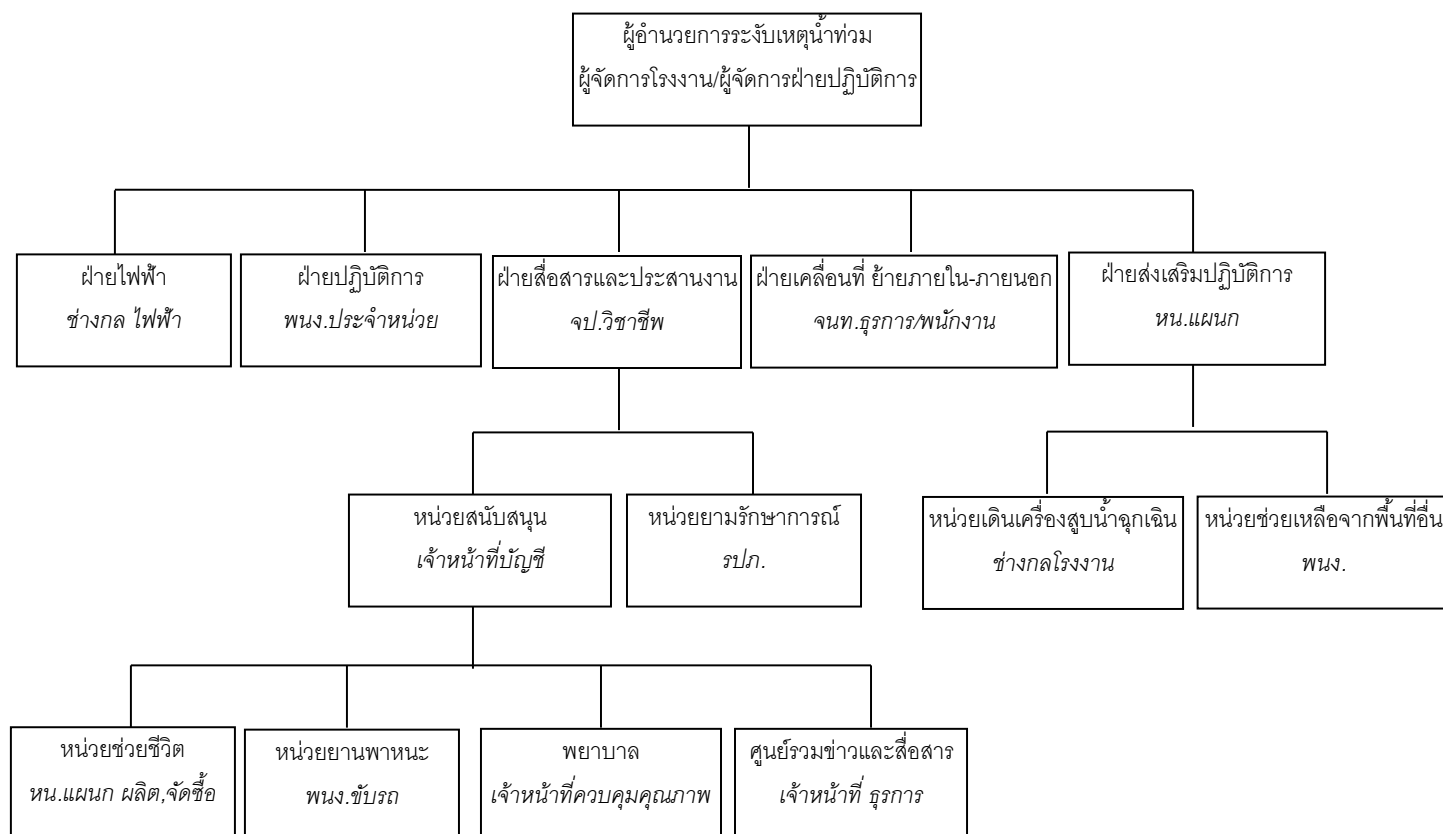 ผู้อำนวยการระงับเหตุน้ำท่วม
ผู้จัดการโรงงาน/ผู้จัดการฝ่ายปฏิบัติการ
ฝ่ายไฟฟ้า
ช่างกล ไฟฟ้า
ฝ่ายปฏิบัติการ
พนง.ประจำหน่วย
ฝ่ายสื่อสารและประสานงาน
จป.วิชาชีพ
ฝ่ายเคลื่อนที่ ย้ายภายใน-ภายนอก
จนท.ธุรการ/พนักงาน
ฝ่ายส่งเสริมปฏิบัติการ
หน.แผนก
หน่วยสนับสนุน
เจ้าหน้าที่บัญชี
หน่วยยามรักษาการณ์
รปภ.
หน่วยเดินเครื่องสูบน้ำฉุกเฉิน
ช่างกลโรงงาน
หน่วยช่วยเหลือจากพื้นที่อื่น
พนง.
หน่วยช่วยชีวิต
หน.แผนก ผลิต,จัดซื้อ
หน่วยยานพาหนะ
พนง.ขับรถ
พยาบาล
เจ้าหน้าที่ควบคุมคุณภาพ
ศูนย์รวมข่าวและสื่อสาร
เจ้าหน้าที่ ธุรการ